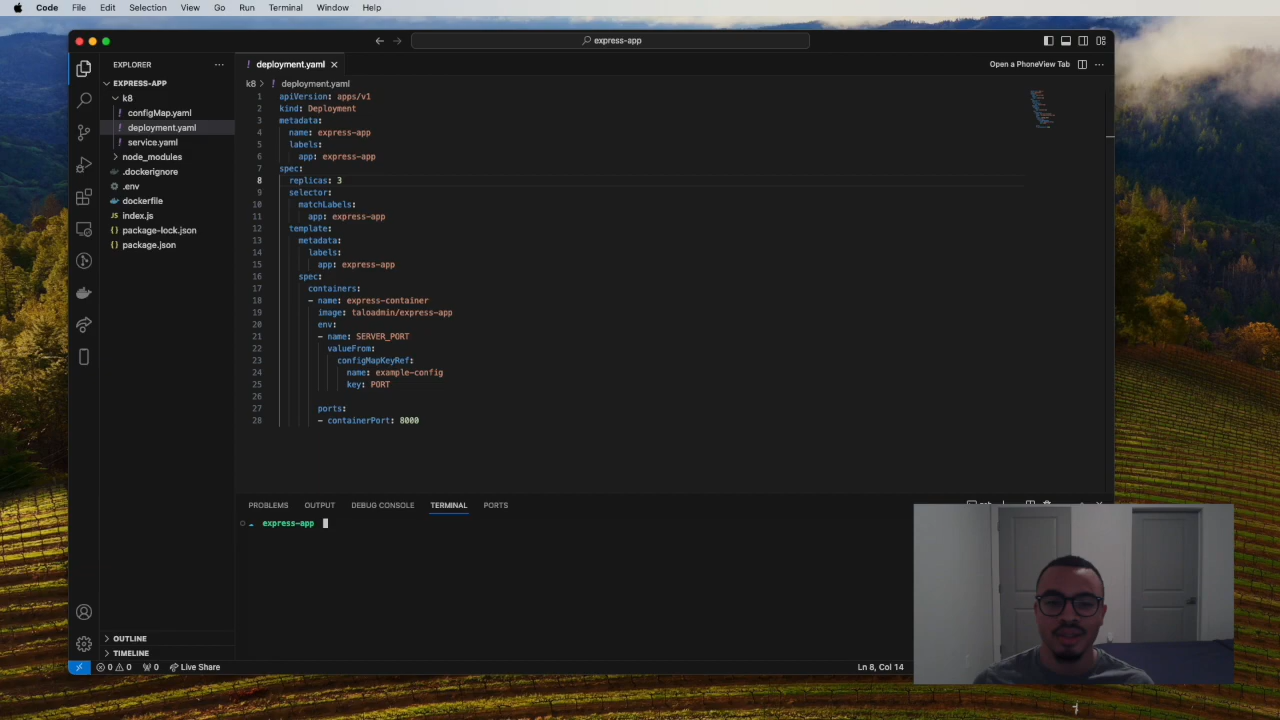 Code File Edit Selection View Go Run Terminal Window Help
express-app
EXPLORER
deployment.yaml
Open a PhoneView Tab
EXPRESS-APP
k8
configMap.yaml
deployment.yaml
service.yaml
node_modules
.dockerignore
.env
dockerfile
JS index.js
{} package-lock.json
{} package.json
OUTLINE
TIMELINE
k8 > ! deployment.yaml
1 apiVersion: apps/v1
2 kind: Deployment
3 metadata:
4 name: express-app
5 labels:
6 app: express-app
7 spec:
8 replicas: 3
9 selector:
10 matchLabels:
11 app: express-app
12 template:
13 metadata:
14 labels:
15 app: express-app
16 spec:
17 containers:
18 - name: express-container
19 image: taloadmin/express-app
20 env:
21 - name: SERVER_PORT
22 valueFrom:
23 configMapKeyRef:
24 name: example-config
25 key: PORT
26
27 ports:
28 - containerPort: 8000
PROBLEMS OUTPUT DEBUG CONSOLE TERMINAL PORTS
express-app
0 0 0 Live Share
Ln 8, Col 14